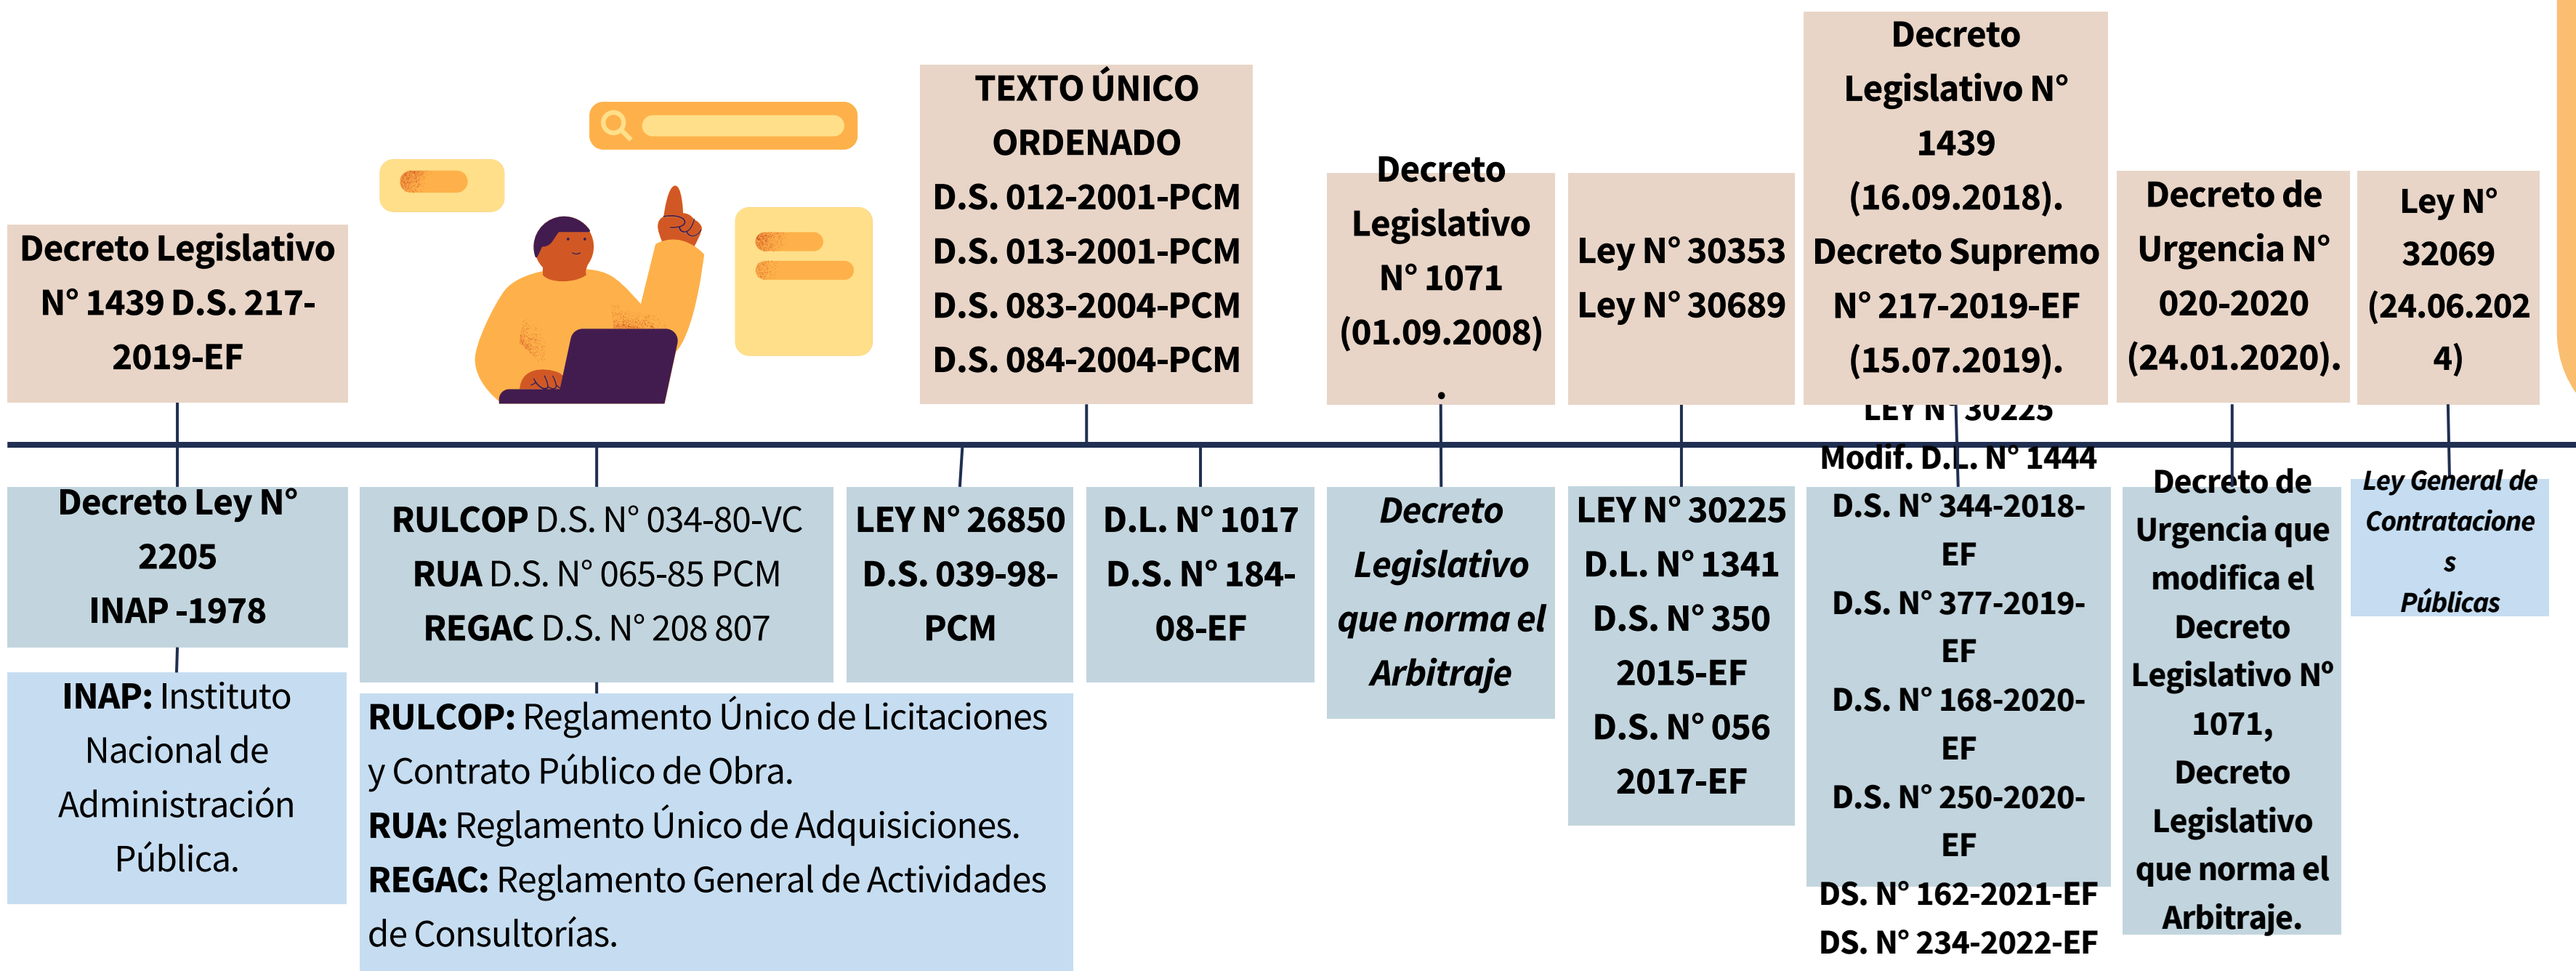 Decreto Legislativo
N° 1439 D.S. 217-
2019-EF
TEXTO ÚNICO
ORDENADO
D.S. 012-2001-PCM
D.S. 013-2001-PCM
D.S. 083-2004-PCM
D.S. 084-2004-PCM
Decreto
Legislativo
N° 1071
(01.09.2008)
.
Ley N° 30353
Ley N° 30689
Decreto
Legislativo N°
1439
(16.09.2018).
Decreto Supremo
N° 217-2019-EF
(15.07.2019).
Decreto de
Urgencia N°
020-2020
(24.01.2020).
Ley N°
32069
(24.06.202
4)
Decreto Ley N°
2205
INAP -1978
INAP: Instituto
Nacional de
Administración
Pública.
RULCOP D.S. N° 034-80-VC
RUA D.S. N° 065-85 PCM
REGAC D.S. N° 208 807
RULCOP: Reglamento Único de Licitaciones
y Contrato Público de Obra.
RUA: Reglamento Único de Adquisiciones.
REGAC: Reglamento General de Actividades
de Consultorías.
LEY N° 26850
D.S. 039-98-
PCM
D.L. N° 1017
D.S. N° 184-
08-EF
Decreto
Legislativo
que norma el
Arbitraje
LEY N° 30225
D.L. N° 1341
D.S. N° 350
2015-EF
D.S. N° 056
2017-EF
LEY N° 30225
Modif. D.L. N° 1444
D.S. N° 344-2018-
EF
D.S. N° 377-2019-
EF
D.S. N° 168-2020-
EF
D.S. N° 250-2020-
EF
DS. N° 162-2021-EF
DS. N° 234-2022-EF
Decreto de
Urgencia que
modifica el
Decreto
Legislativo Nº
1071,
Decreto
Legislativo
que norma el
Arbitraje.
Ley General de
Contratacione
s
Públicas